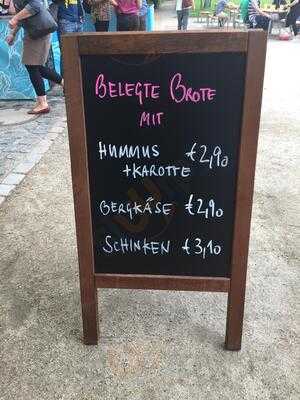 BELEGTE BROTE
MIT
HUMMUS €2,90
+KAROTTE
BERGKÄSE €2,90
SCHINKEN €3,10